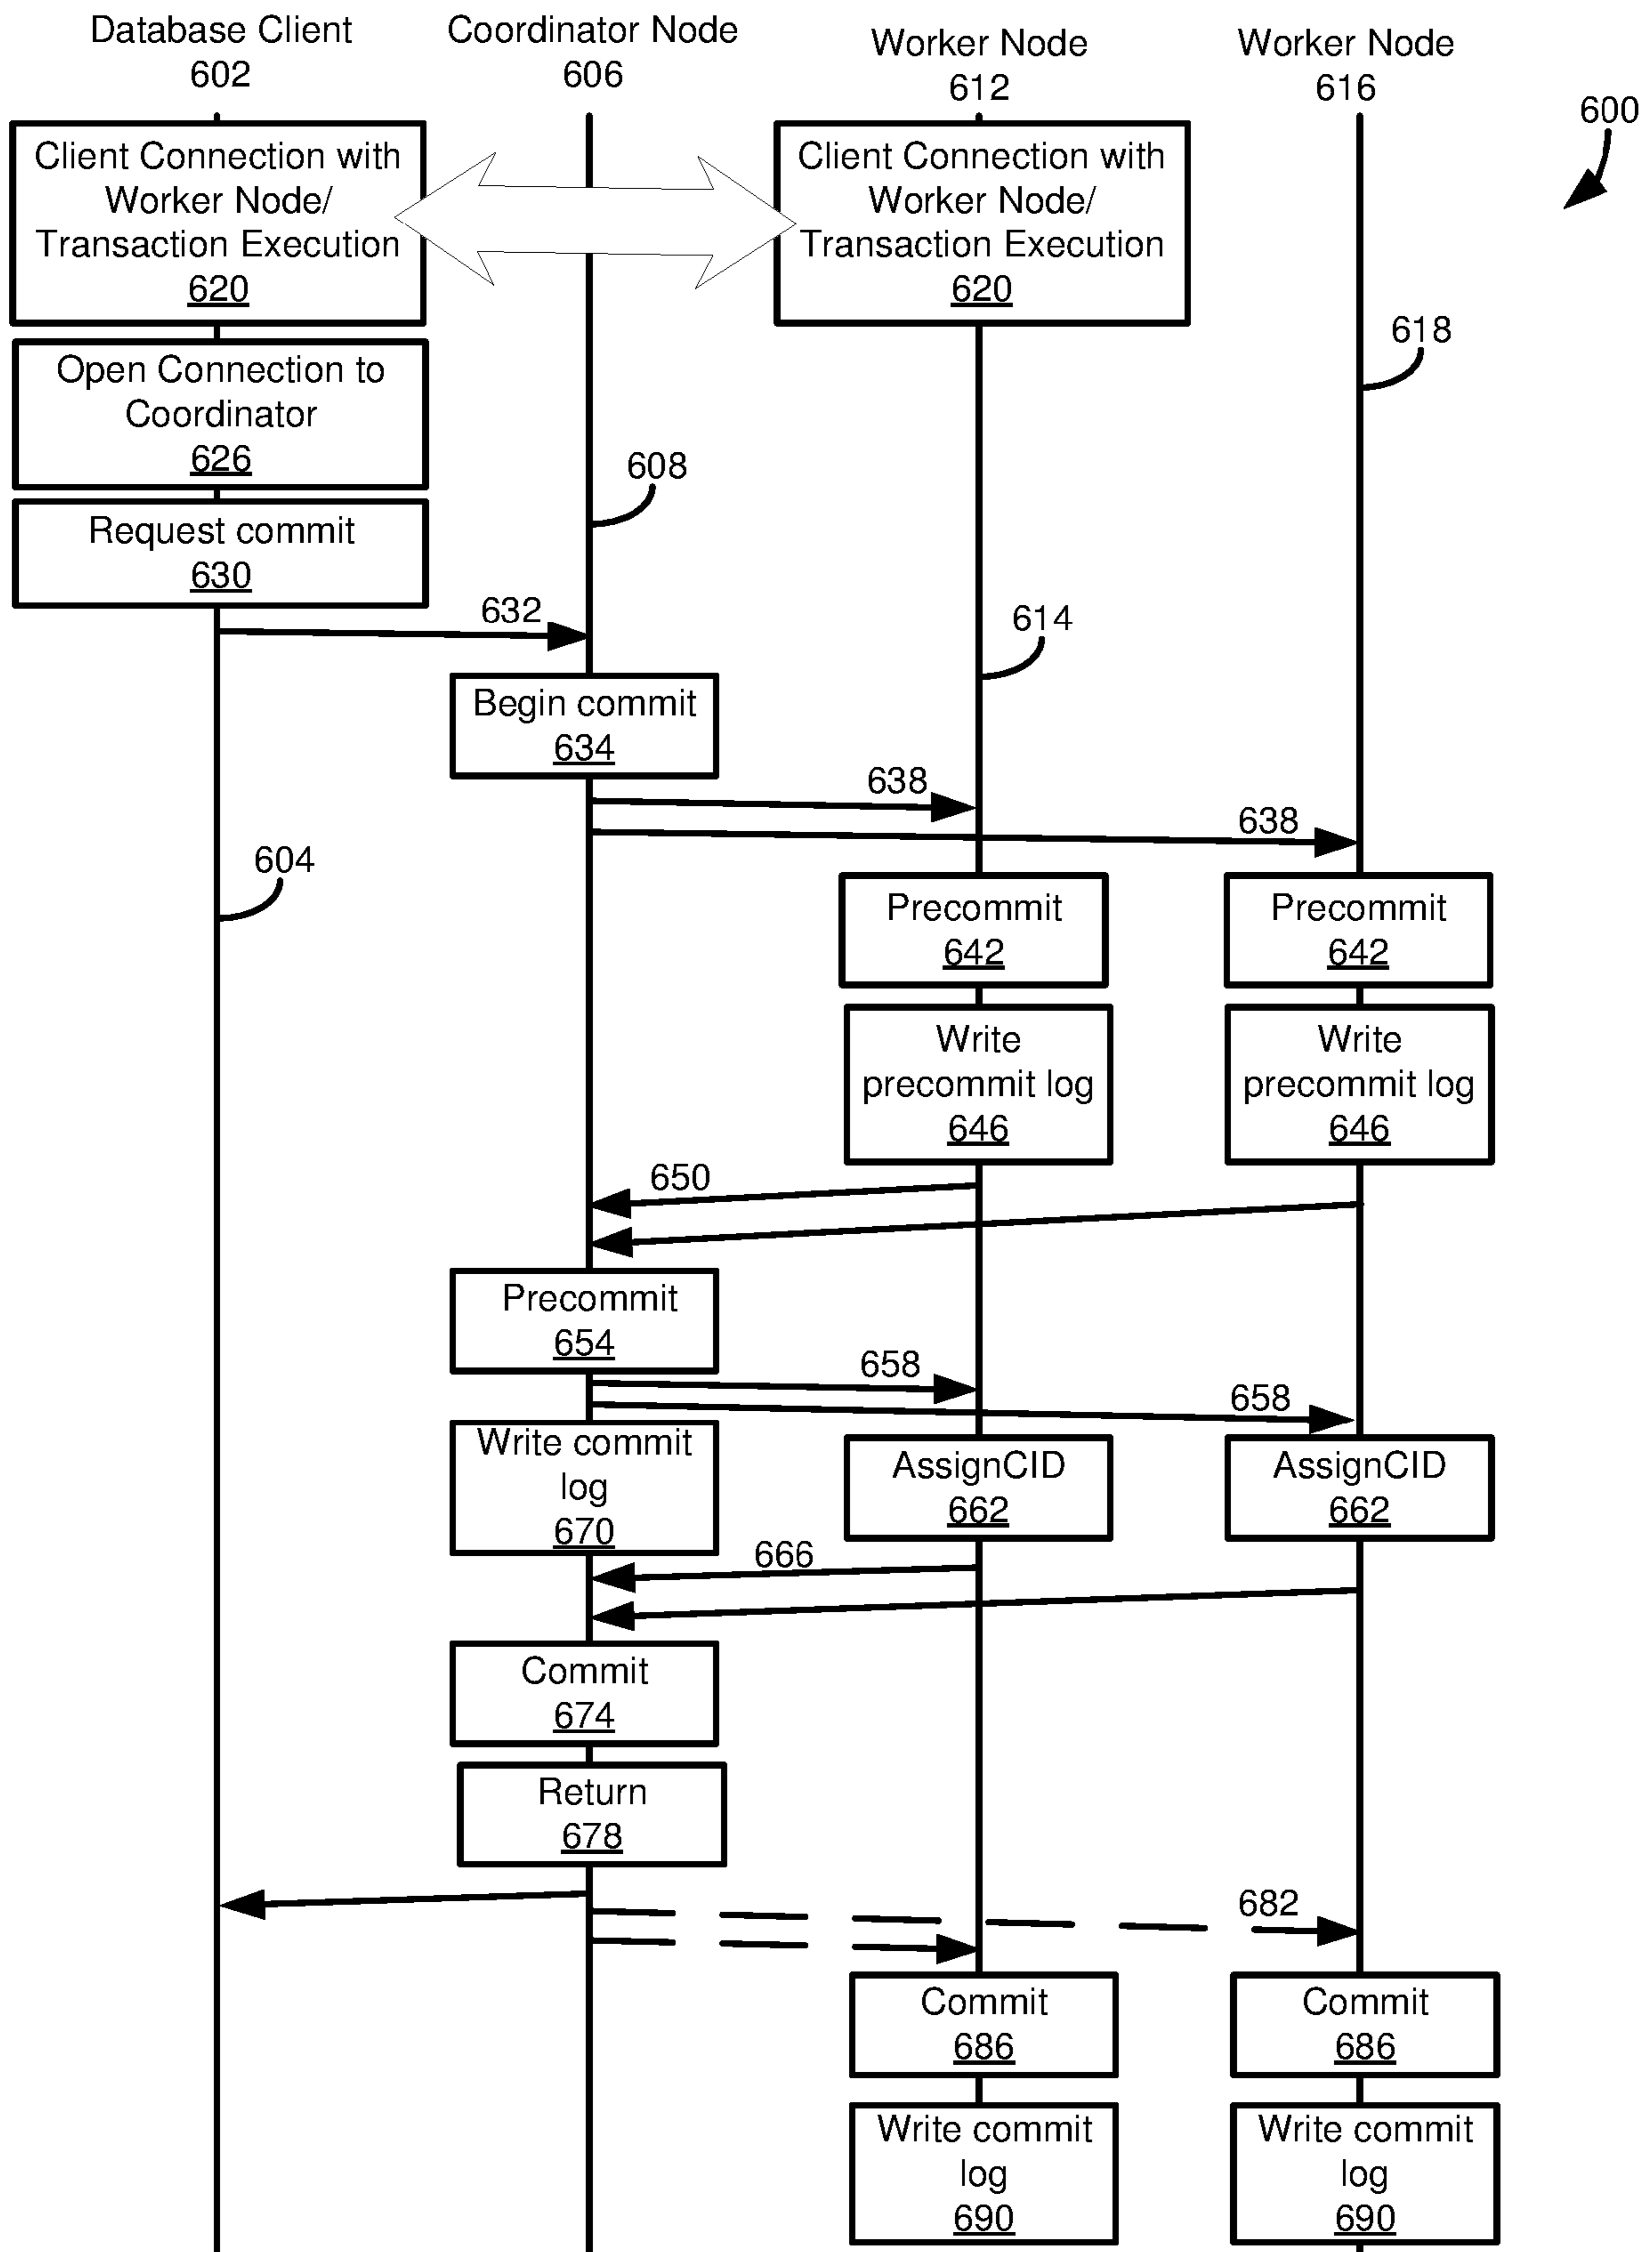 Database Client
602
Coordinator Node
606
Worker Node
612
Worker Node
616
600
Client Connection with
Worker Node/
Transaction Execution
620
Client Connection with
Worker Node/
Transaction Execution
620
618
Open Connection to
Coordinator
626
608
Request commit
630
632
614
Begin commit
634
638
638
604
Precommit
642
Precommit
642
Write
precommit log
646
Write
precommit log
646
650
Precommit
654
658
658
Write commit
log
670
AssignCID
662
AssignCID
662
666
Commit
674
Return
678
682
Commit
686
Commit
686
Write commit
log
690
Write commit
log
690